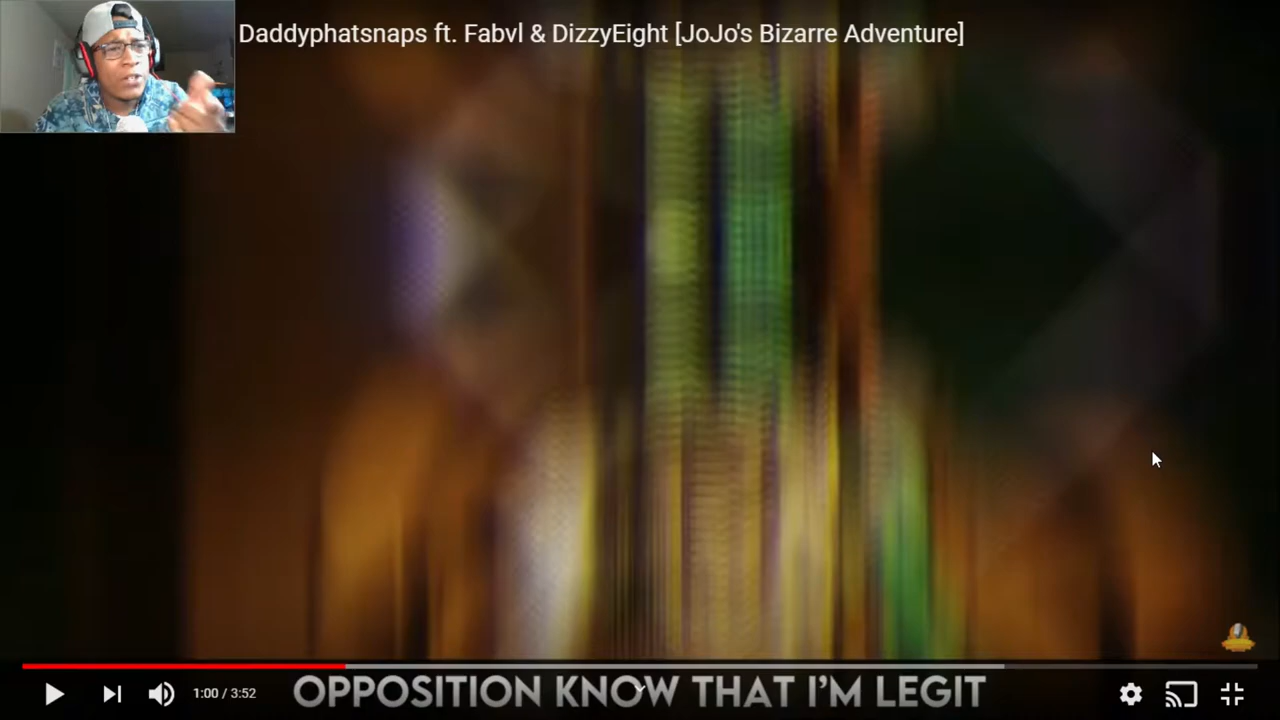 Daddyphatsnaps ft. Fabvl & DizzyEight [JoJo's Bizarre Adventure]
1:00 / 3:52
OPPOSITION KNOW THAT I'M LEGIT